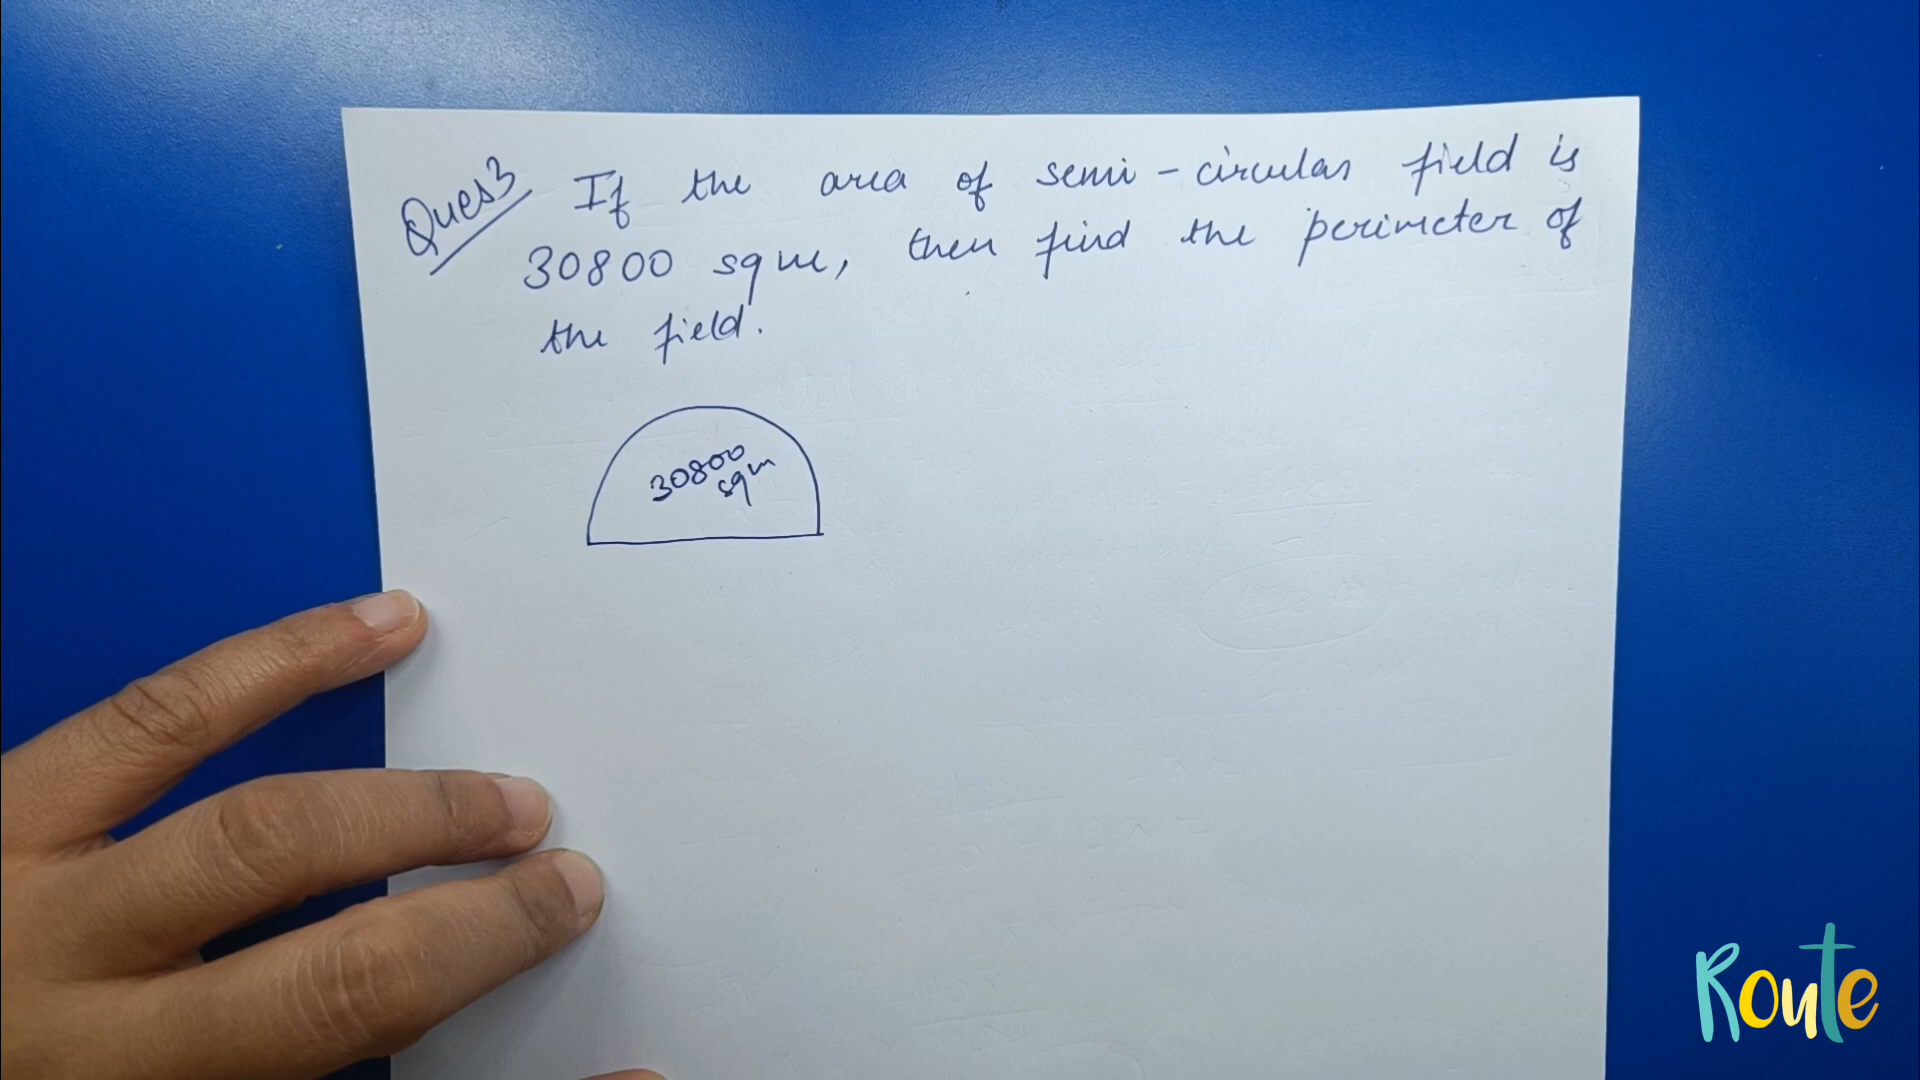 Ques3 If the area of semi-circular field is
30800 sqm, then find the perimeter of
the field.
30800
sqm
Route